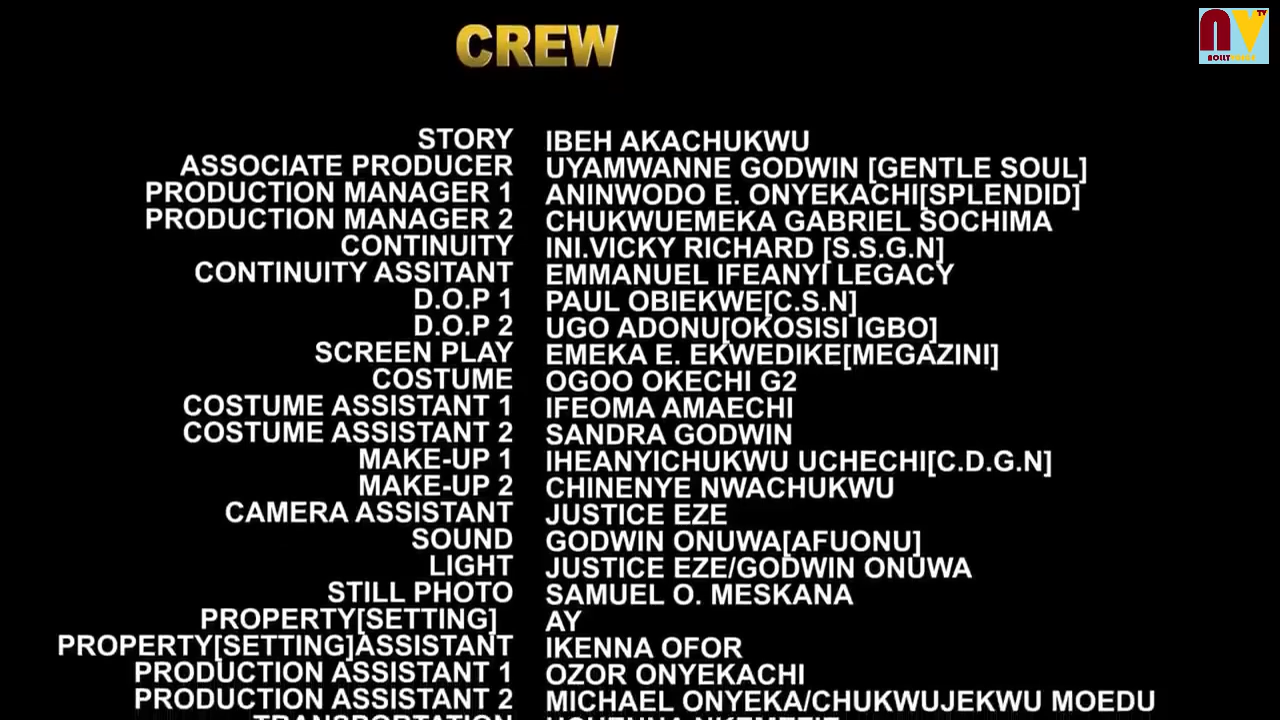 CREW
NV TV
STORY IBEH AKACHUKWU
ASSOCIATE PRODUCER UYAMWANNE GODWIN [GENTLE SOUL]
PRODUCTION MANAGER 1 ANINWODO E. ONYEKACHI[SPLENDID]
PRODUCTION MANAGER 2 CHUKWUEMEKA GABRIEL SOCHIMA
CONTINUITY INI.VICKY RICHARD [S.S.G.N]
CONTINUITY ASSITANT EMMANUEL IFEANYI LEGACY
D.O.P 1 PAUL OBIEKWE[C.S.N]
D.O.P 2 UGO ADONU[OKOSISI IGBO]
SCREEN PLAY EMEKA E. EKWEDIKE[MEGAZINI]
COSTUME OGOO OKECHI G2
COSTUME ASSISTANT 1 IFEOMA AMAECHI
COSTUME ASSISTANT 2 SANDRA GODWIN
MAKE-UP 1 IHEANYICHUKWU UCHECHI[C.D.G.N]
MAKE-UP 2 CHINENYE NWACHUKWU
CAMERA ASSISTANT JUSTICE EZE
SOUND GODWIN ONUWA[AFUONU]
LIGHT JUSTICE EZE/GODWIN ONUWA
STILL PHOTO SAMUEL O. MESKANA
PROPERTY[SETTING] AY
PROPERTY[SETTING]ASSISTANT IKENNA OFOR
PRODUCTION ASSISTANT 1 OZOR ONYEKACHI
PRODUCTION ASSISTANT 2 MICHAEL ONYEKA/CHUKWUJEKWU MOEDU
TRANSPORTATION